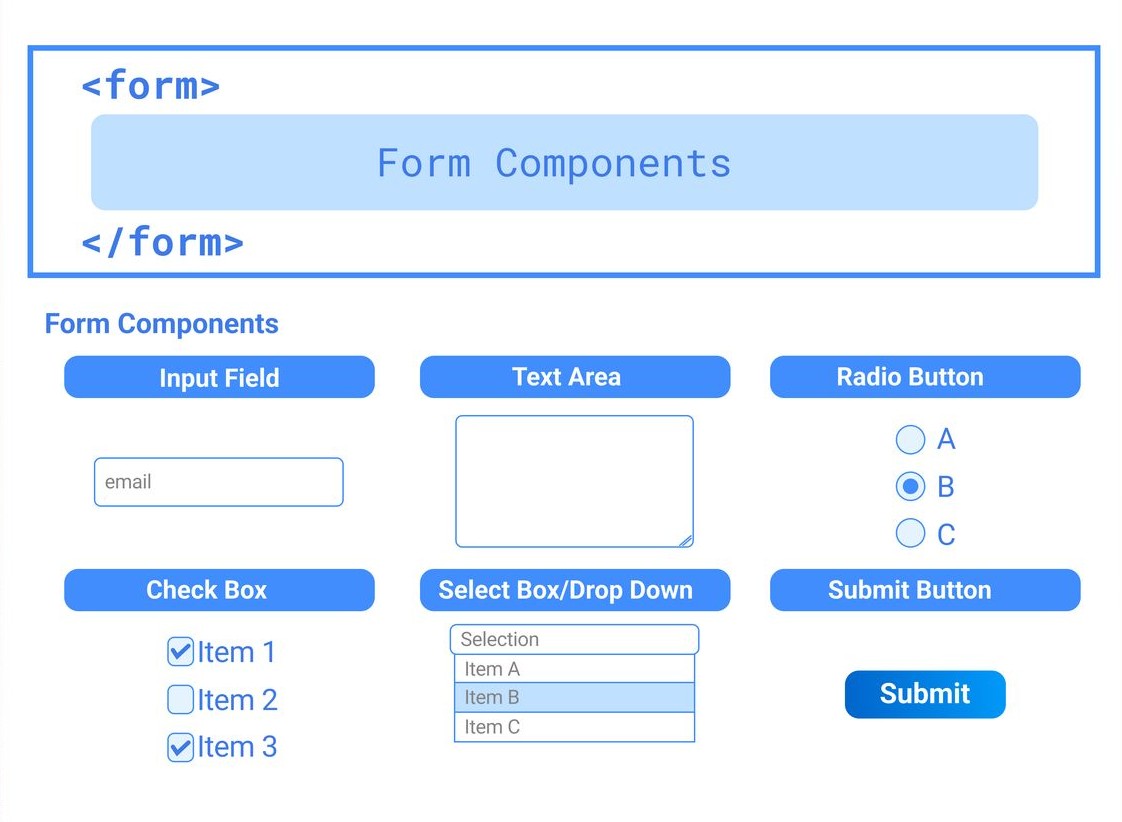 <form>
Form Components
</form>
Form Components
Input Field
email
Text Area
Radio Button
A
B
C
Check Box
Item 1
Item 2
Item 3
Select Box/Drop Down
Selection
Item A
Item B
Item C
Submit Button
Submit